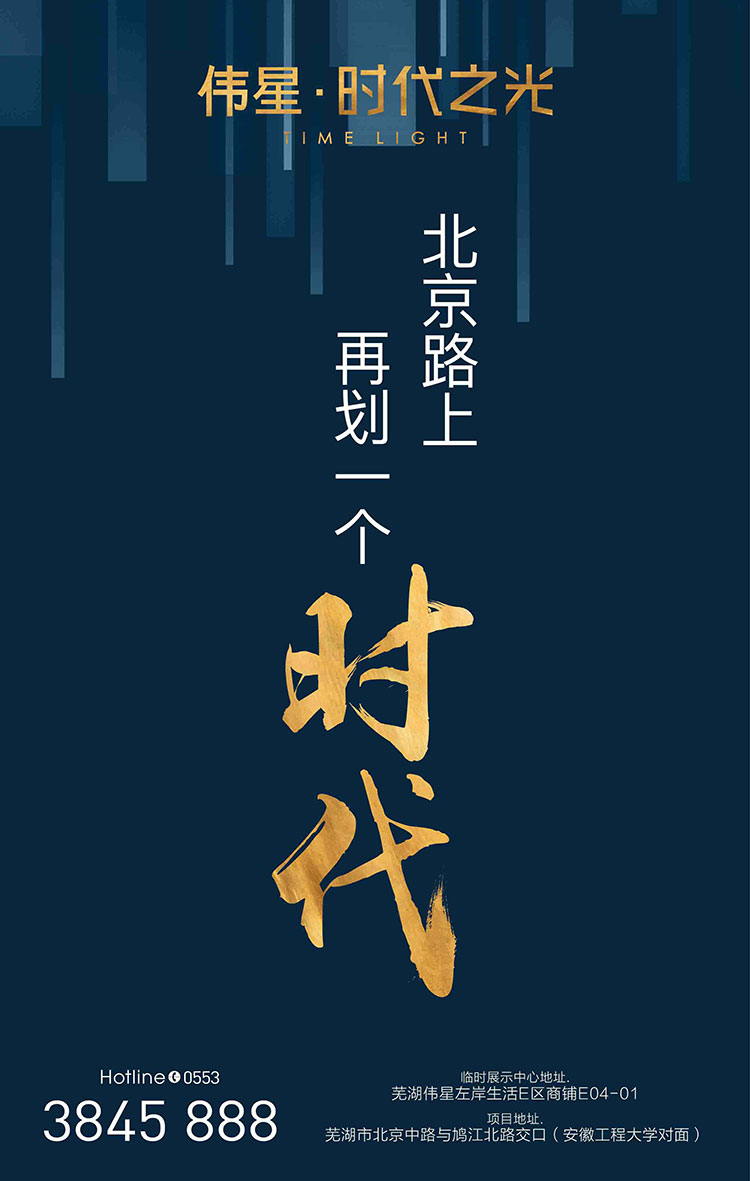 伟星·时代之光
TIME LIGHT
北京路上
再划一个
时代
Hotline 0553
3845 888
临时展示中心地址.
芜湖伟星左岸生活E区商铺E04-01
项目地址.
芜湖市北京中路与鸠江北路交口（安徽工程大学对面）